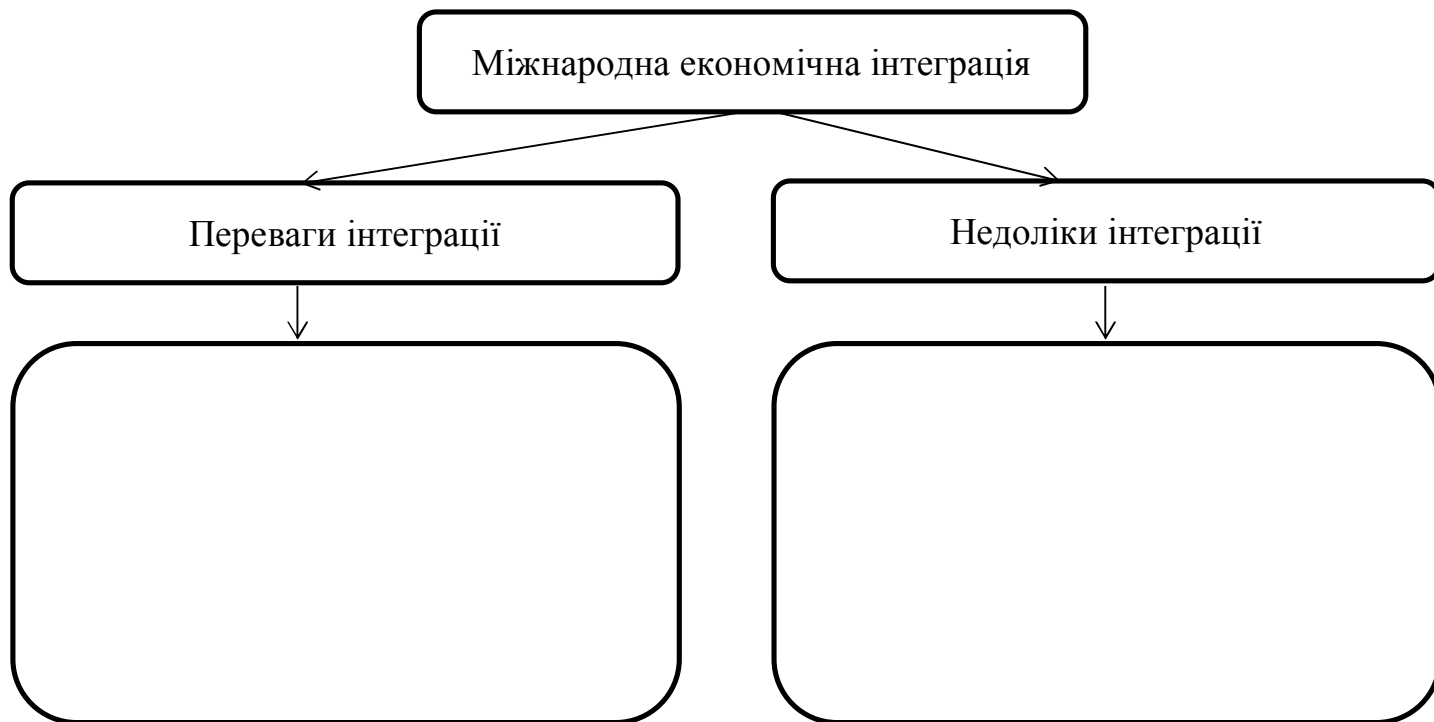 Міжнародна економічна інтеграція
Переваги інтеграції
Недоліки інтеграції